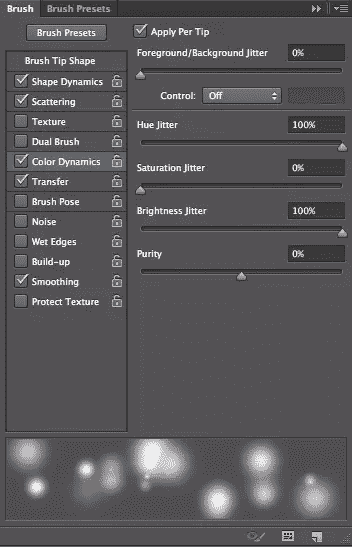 Brush Brush Presets
Brush Presets
Apply Per Tip
Brush Tip Shape
Shape Dynamics
Scattering
Texture
Dual Brush
Color Dynamics
Transfer
Brush Pose
Noise
Wet Edges
Build-up
Smoothing
Protect Texture
Foreground/Background Jitter 0%
Control: Off
Hue Jitter 100%
Saturation Jitter 0%
Brightness Jitter 100%
Purity 0%